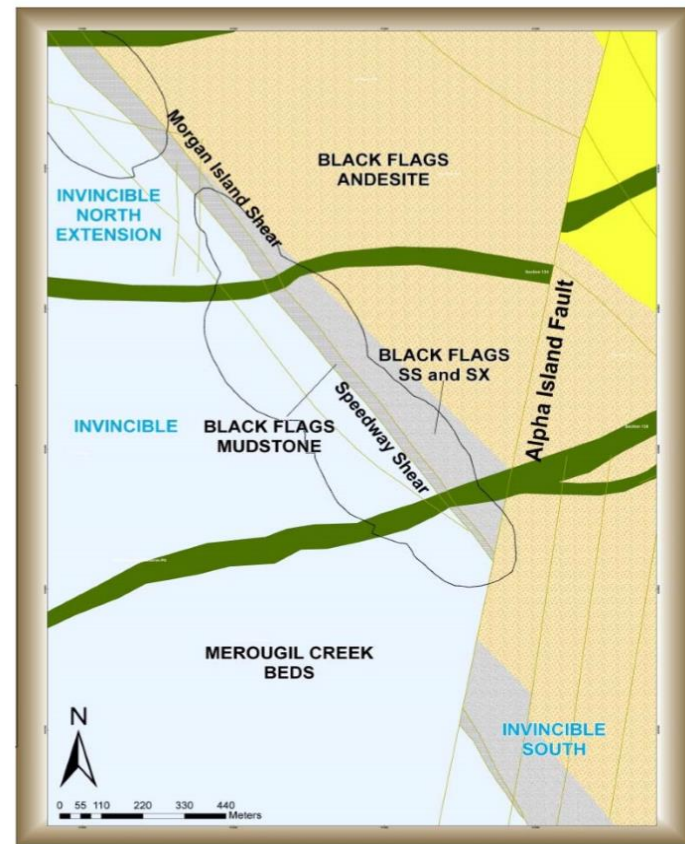 Morgan Island Shear
BLACK FLAGS
ANDESITE
INVINCIBLE
NORTH
EXTENSION
Alpha Island Fault
BLACK FLAGS
SS and SX
INVINCIBLE
BLACK FLAGS
MUDSTONE
Speedway Shear
MEROUGIL CREEK
BEDS
INVINCIBLE
SOUTH
N
0 55 110 220 330 440
Meters